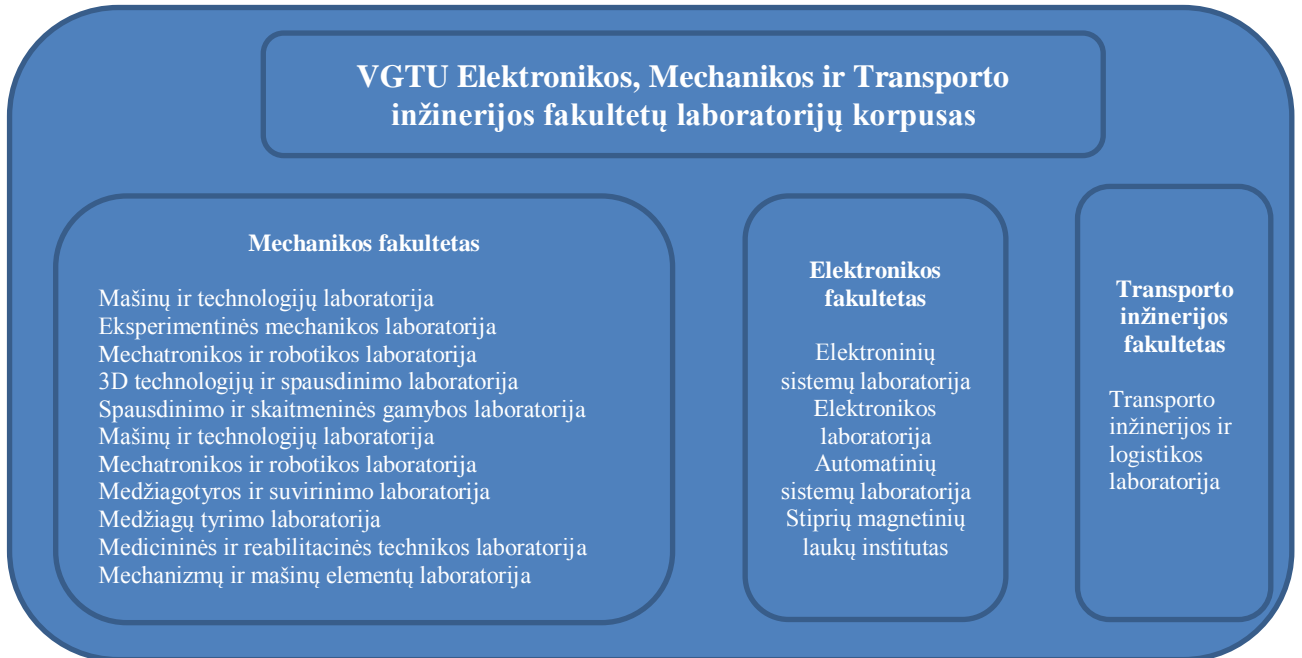 VGTU Elektronikos, Mechanikos ir Transporto
inžinerijos fakultetų laboratorijų korpusas
Mechanikos fakultetas
Mašinų ir technologijų laboratorija
Eksperimentinės mechanikos laboratorija
Mechatronikos ir robotikos laboratorija
3D technologijų ir spausdinimo laboratorija
Spausdinimo ir skaitmeninės gamybos laboratorija
Mašinų ir technologijų laboratorija
Mechatronikos ir robotikos laboratorija
Medžiagotyros ir suvirinimo laboratorija
Medžiagų tyrimo laboratorija
Medicininės ir reabilitacinės technikos laboratorija
Mechanizmų ir mašinų elementų laboratorija
Elektronikos
fakultetas
Elektroninių
sistemų laboratorija
Elektronikos
laboratorija
Automatinių
sistemų laboratorija
Stiprių magnetinių
laukų institutas
Transporto
inžinerijos
fakultetas
Transporto
inžinerijos ir
logistikos
laboratorija